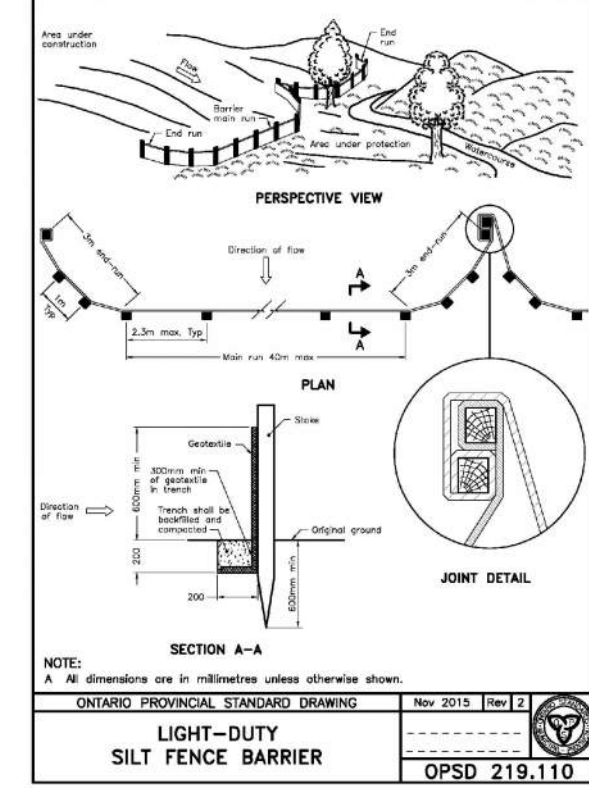 Area under
construction
Flow
End
run
Barrier
main run
End run
Area under protection
Watercourse
PERSPECTIVE VIEW
3m end-run
Direction of flow
3m end-run
A
1m
Typ
2.3m max, Typ
A
Main run 40m max
PLAN
Stake
Geotextile
600mm min
300mm min
of geotextile
in trench
Direction
of flow
Trench shall be
backfilled and
compacted
Original ground
200
200
600mm min
JOINT DETAIL
SECTION A-A
NOTE:
A All dimensions are in millimetres unless otherwise shown.
ONTARIO PROVINCIAL STANDARD DRAWING
Nov 2015
Rev
2
LIGHT-DUTY
SILT FENCE BARRIER
OPSD 219.110